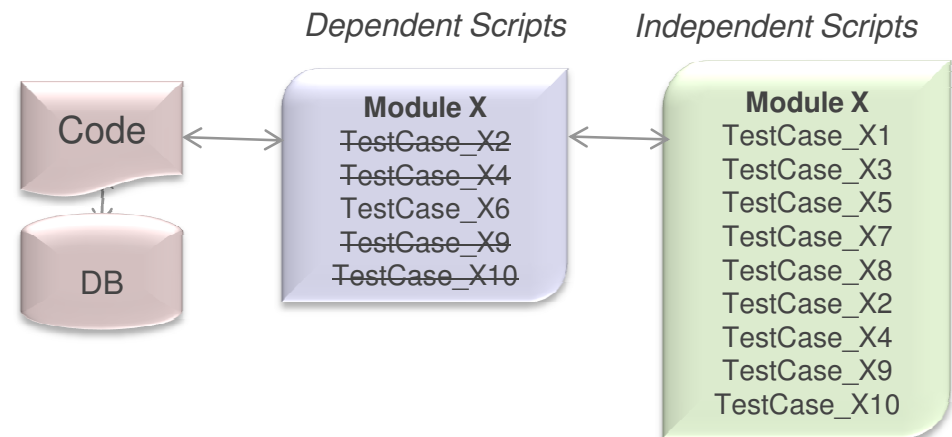 Dependent Scripts
Independent Scripts
Code
DB
Module X
TestCase_X2
TestCase_X4
TestCase_X6
TestCase_X9
TestCase_X10
Module X
TestCase_X1
TestCase_X3
TestCase_X5
TestCase_X7
TestCase_X8
TestCase_X2
TestCase_X4
TestCase_X9
TestCase_X10